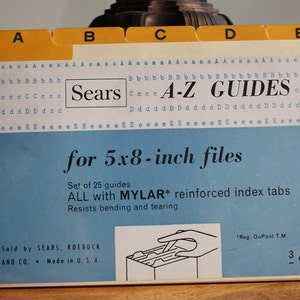 A B C D E
Sears A-Z GUIDES
for 5x8-inch files
Set of 25 guides
ALL with MYLAR* reinforced index tabs
Resists bending and tearing
*Reg. DuPont T.M.
Sold by SEARS, ROEBUCK
AND CO. • Made in U.S.A
3